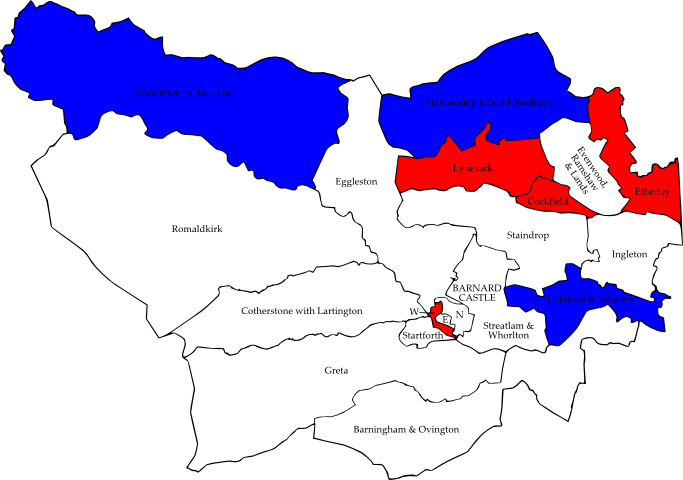 Middleton-in-Teesdale
Hamsterley & South Bedburn
Evenwood,
Ramshaw
& Lands
Lynesack
Eggleston
Etherley
Cockfield
Romaldkirk
Staindrop
Ingleton
BARNARD
CASTLE
Gainford & Winston
Cotherstone with Lartington
W
E
N
Startforth
Streatlam &
Whorlton
Greta
Barningham & Ovington